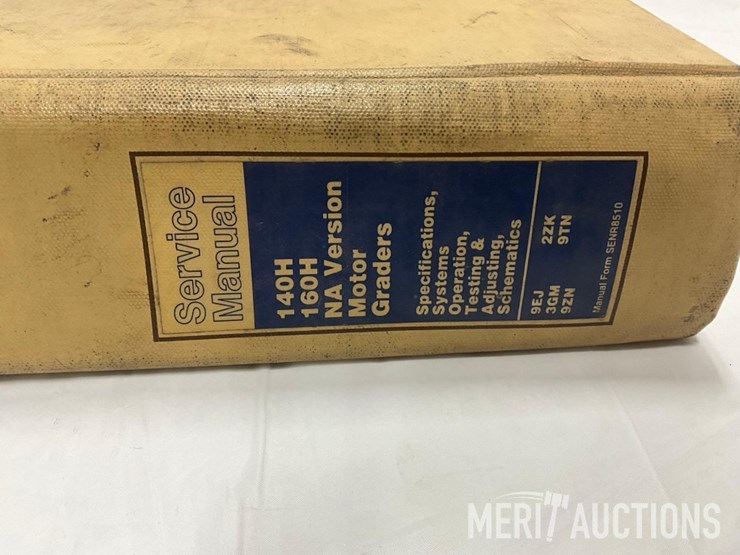 Service
Manual
140H
160H
NA Version
Motor
Graders
Specifications,
Systems
Operation,
Testing &
Adjusting,
Schematics
9EJ
3GM 2ZK
9ZN 9TN
Manual Form SENR8510
MERIT AUCTIONS